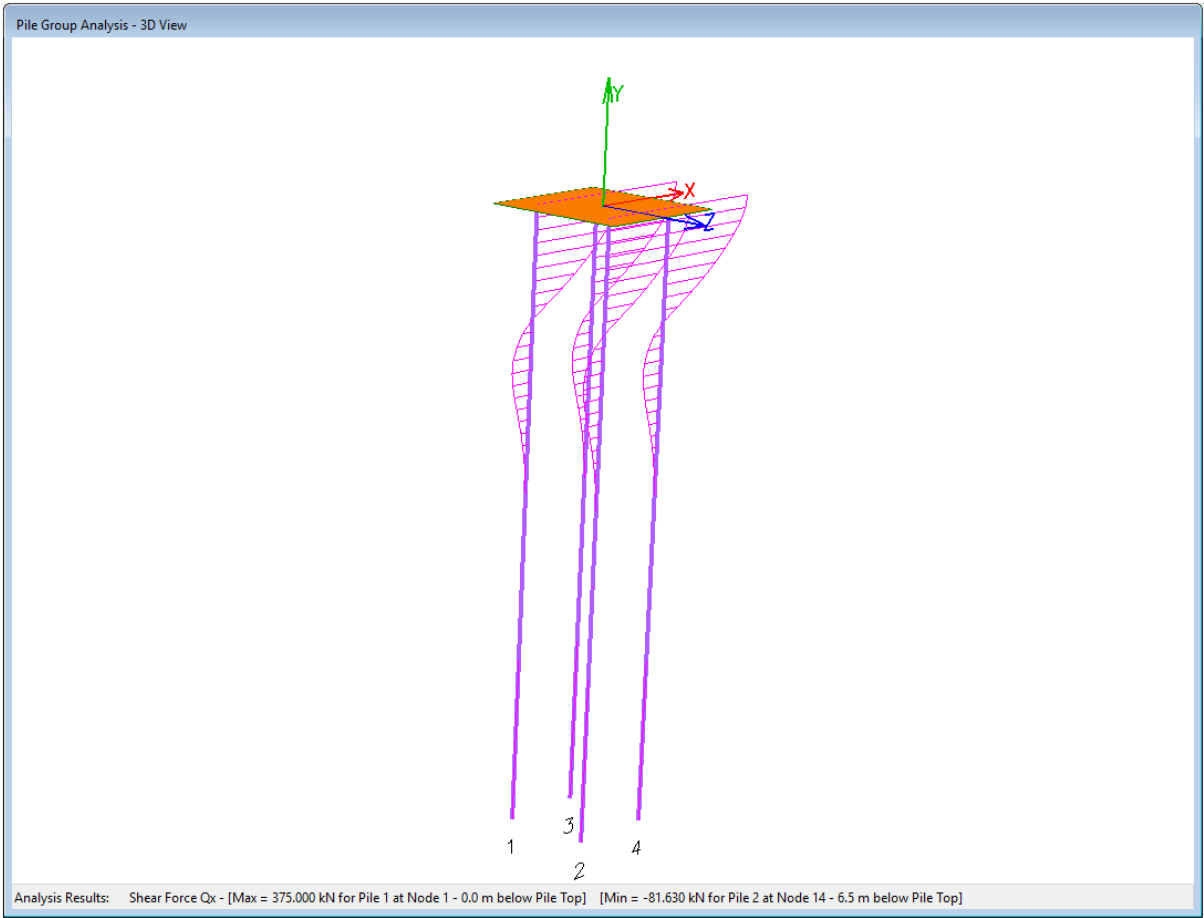 Pile Group Analysis - 3D View
Y
X
Z
1
3
2
4
Analysis Results: Shear Force Qx - [Max = 375.000 kN for Pile 1 at Node 1 - 0.0 m below Pile Top] [Min = -81.630 kN for Pile 2 at Node 14 - 6.5 m below Pile Top]